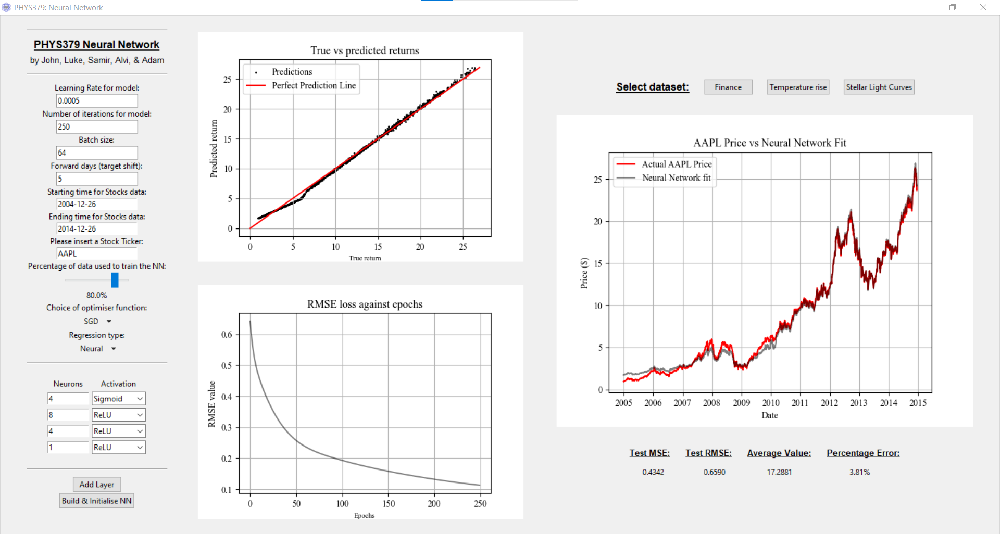 PHYS379: Neural Network
PHYS379 Neural Network
by John, Luke, Samir, Alvi, & Adam
Learning Rate for model:
0.0005
Number of iterations for model:
250
Batch size:
64
Forward days (target shift):
5
Starting time for Stocks data:
2004-12-26
Ending time for Stocks data:
2014-12-26
Please insert a Stock Ticker:
AAPL
Percentage of data used to train the NN:
80.0%
Choice of optimiser function:
SGD
Regression type:
Neural
Neurons Activation
4 Sigmoid
8 ReLU
4 ReLU
1 ReLU
Add Layer
Build & Initialise NN
True vs predicted returns
Predictions
Perfect Prediction Line
Predicted return
25
20
15
10
5
0
0 5 10 15 20 25
True return
RMSE loss against epochs
RMSE value
0.6
0.5
0.4
0.3
0.2
0.1
0 50 100 150 200 250
Epochs
Select dataset: Finance Temperature rise Stellar Light Curves
AAPL Price vs Neural Network Fit
Actual AAPL Price
Neural Network fit
Price ($)
25
20
15
10
5
0
2005 2006 2007 2008 2009 2010 2011 2012 2013 2014 2015
Date
Test MSE: Test RMSE: Average Value: Percentage Error:
0.4342 0.6590 17.2881 3.81%